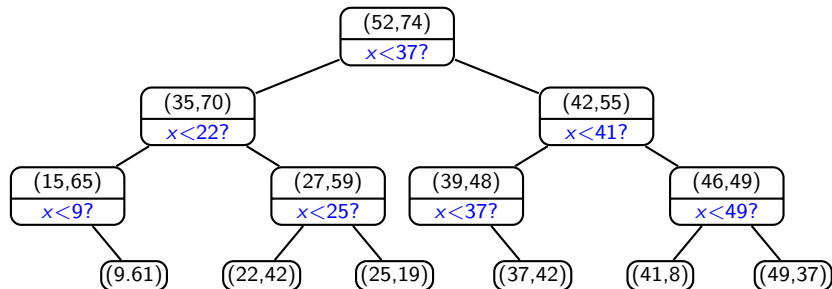 (52,74)
x<37?
(35,70)
x<22?
(42,55)
x<41?
(15,65)
x<9?
(27,59)
x<25?
(39,48)
x<37?
(46,49)
x<49?
(9.61)
(22,42)
(25,19)
(37,42)
(41,8)
(49,37)